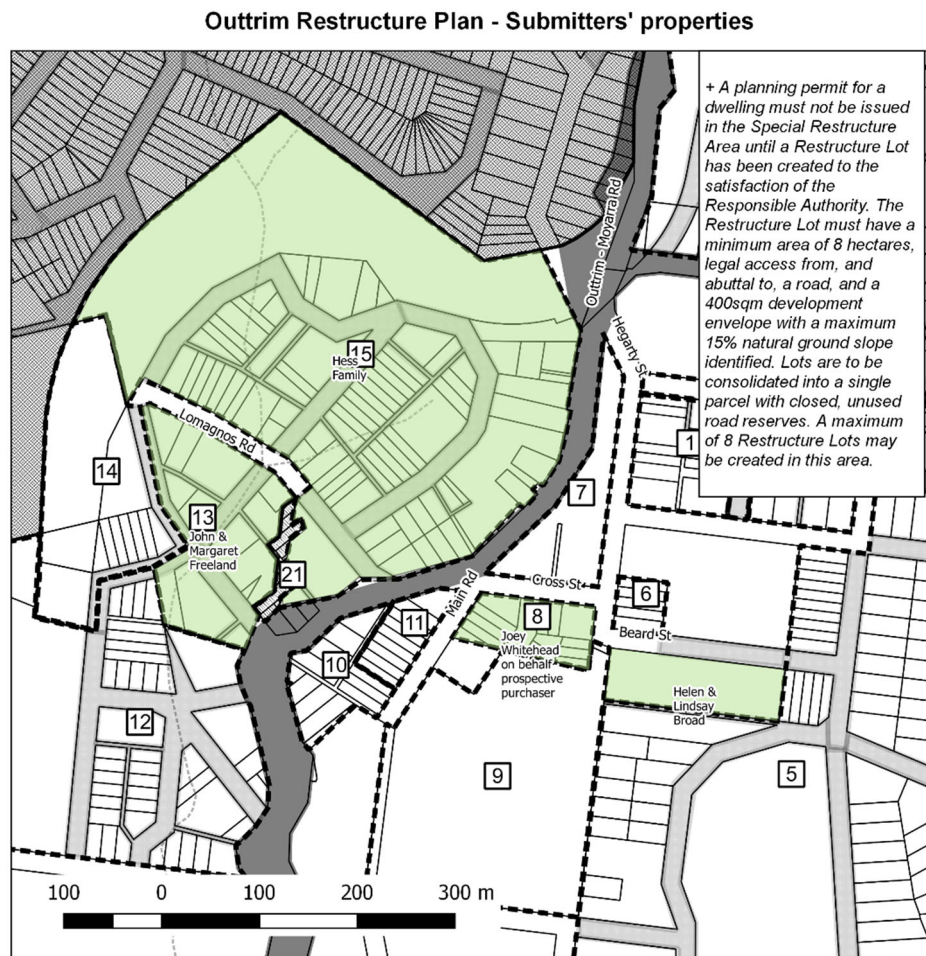 Outtrim Restructure Plan - Submitters' properties
+ A planning permit for a
dwelling must not be issued
in the Special Restructure
Area until a Restructure Lot
has been created to the
satisfaction of the
Responsible Authority. The
Restructure Lot must have a
minimum area of 8 hectares,
legal access from, and
abuttal to, a road, and a
400sqm development
envelope with a maximum
15% natural ground slope
identified. Lots are to be
consolidated into a single
parcel with closed, unused
road reserves. A maximum
of 8 Restructure Lots may
be created in this area.
Outtrim - Moyarra Rd
Hegarty St
15
Hess
Family
Lomagnos Rd
1
14
7
13
John &
Margaret
Freeland
21
Main Rd
Cross St
6
11
8
Beard St
Joey
Whitehead
on behalf
prospective
purchaser
10
Helen &
Lindsay
Broad
12
9
5
100 0 100 200 300 m